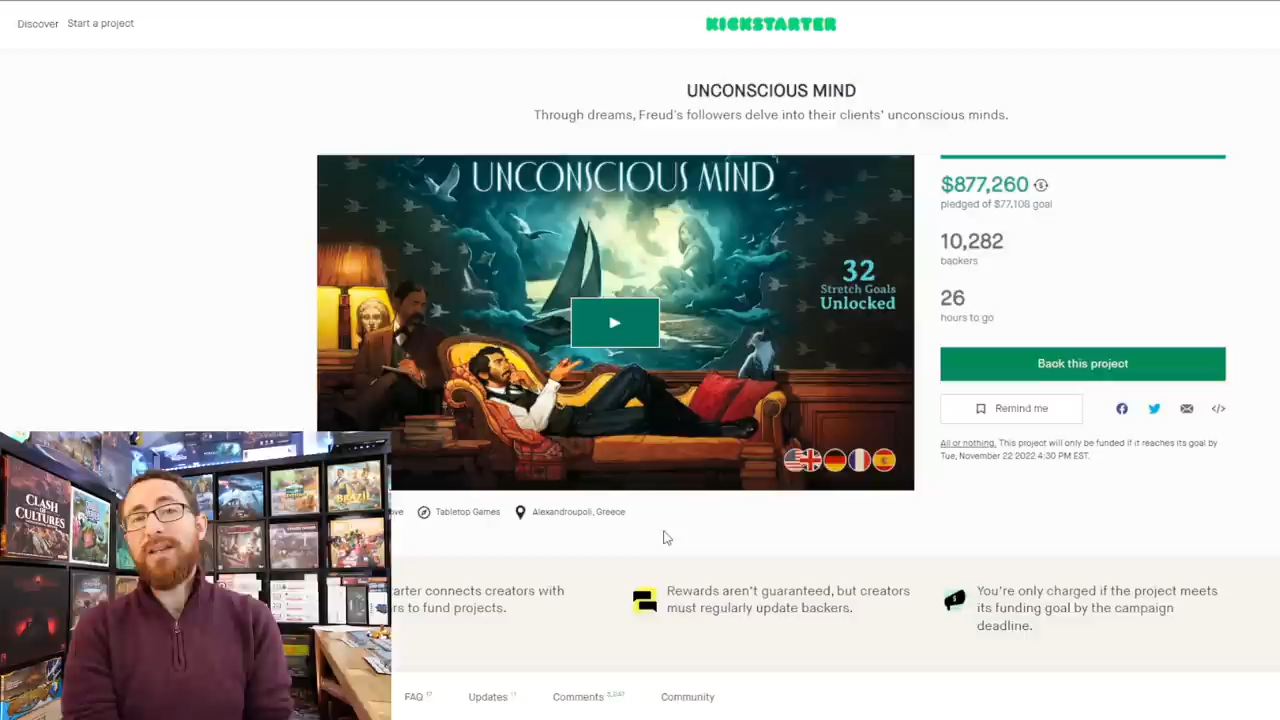 Discover Start a project
KICKSTARTER
UNCONSCIOUS MIND
Through dreams, Freud's followers delve into their clients' unconscious minds.
UNCONSCIOUS MIND
32
Stretch Goals
Unlocked
$877,260
pledged of $77,108 goal
10,282
backers
26
hours to go
Back this project
Remind me
All or nothing. This project will only be funded if it reaches its goal by
Tue, November 22 2022 4:30 PM EST.
Tabletop Games Alexandroupoli, Greece
connects creators with
to fund projects.
Rewards aren't guaranteed, but creators
must regularly update backers.
You're only charged if the project meets
its funding goal by the campaign
deadline.
CLASH
OF
CULTURES
BRAZIL
FAQ 17 Updates 11 Comments Community